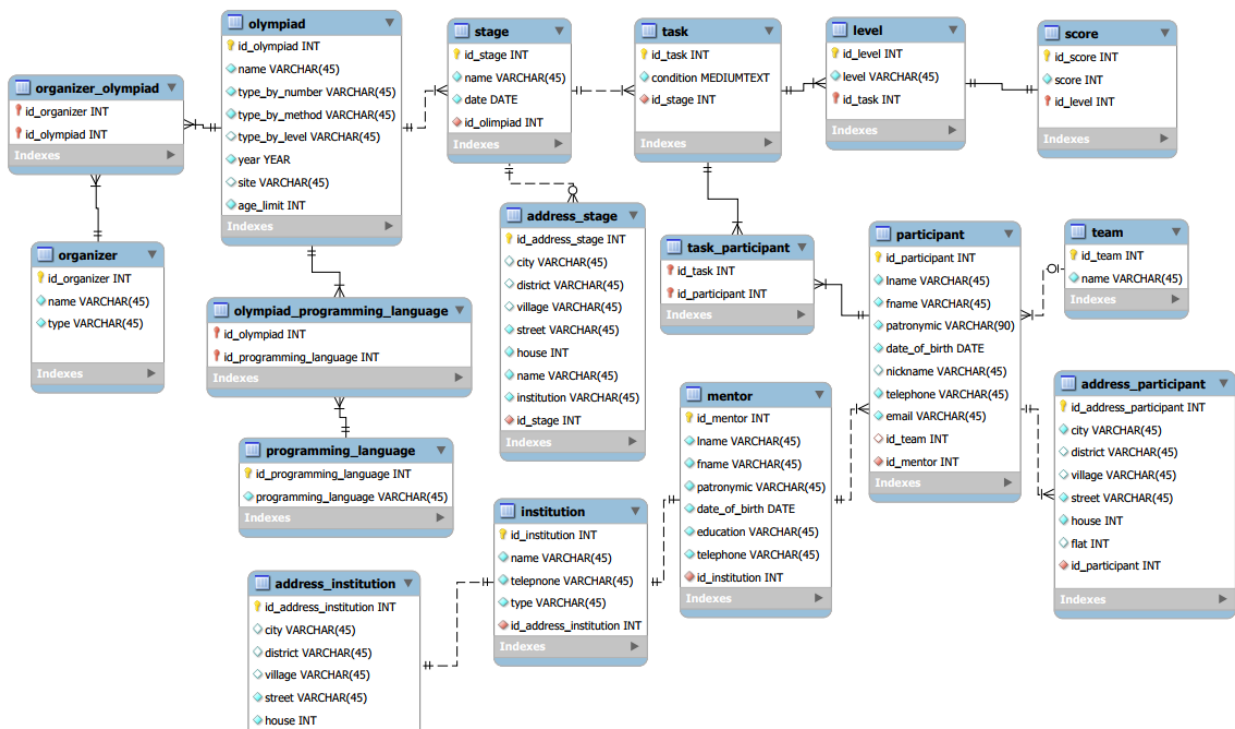 olympiad
id_olympiad INT
name VARCHAR(45)
type_by_number VARCHAR(45)
type_by_method VARCHAR(45)
type_by_level VARCHAR(45)
year YEAR
site VARCHAR(45)
age_limit INT
Indexes
stage
id_stage INT
name VARCHAR(45)
date DATE
id_olimpiad INT
Indexes
task
id_task INT
condition MEDIUMTEXT
id_stage INT
Indexes
level
id_level INT
level VARCHAR(45)
id_task INT
Indexes
score
id_score INT
score INT
id_level INT
Indexes
organizer_olympiad
id_organizer INT
id_olympiad INT
Indexes
organizer
id_organizer INT
name VARCHAR(45)
type VARCHAR(45)
Indexes
address_stage
id_address_stage INT
city VARCHAR(45)
district VARCHAR(45)
village VARCHAR(45)
street VARCHAR(45)
house INT
name VARCHAR(45)
institution VARCHAR(45)
id_stage INT
Indexes
task_participant
id_task INT
id_participant INT
Indexes
participant
id_participant INT
lname VARCHAR(45)
fname VARCHAR(45)
patronymic VARCHAR(90)
date_of_birth DATE
nickname VARCHAR(45)
telephone VARCHAR(45)
email VARCHAR(45)
id_team INT
id_mentor INT
Indexes
team
id_team INT
name VARCHAR(45)
Indexes
olympiad_programming_language
id_olympiad INT
id_programming_language INT
Indexes
programming_language
id_programming_language INT
programming_language VARCHAR(45)
Indexes
mentor
id_mentor INT
lname VARCHAR(45)
fname VARCHAR(45)
patronymic VARCHAR(45)
date_of_birth DATE
education VARCHAR(45)
telephone VARCHAR(45)
id_institution INT
Indexes
address_participant
id_address_participant INT
city VARCHAR(45)
district VARCHAR(45)
village VARCHAR(45)
street VARCHAR(45)
house INT
flat INT
id_participant INT
Indexes
institution
id_institution INT
name VARCHAR(45)
telepnone VARCHAR(45)
type VARCHAR(45)
id_address_institution INT
Indexes
address_institution
id_address_institution INT
city VARCHAR(45)
district VARCHAR(45)
village VARCHAR(45)
street VARCHAR(45)
house INT